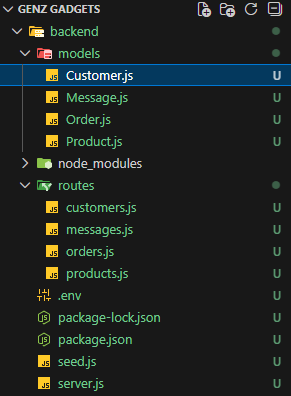 GENZ GADGETS
backend
models
JS Customer.js U
JS Message.js U
JS Order.js U
JS Product.js U
node_modules
routes
JS customers.js U
JS messages.js U
JS orders.js U
JS products.js U
.env U
package-lock.json U
package.json U
JS seed.js U
JS server.js U